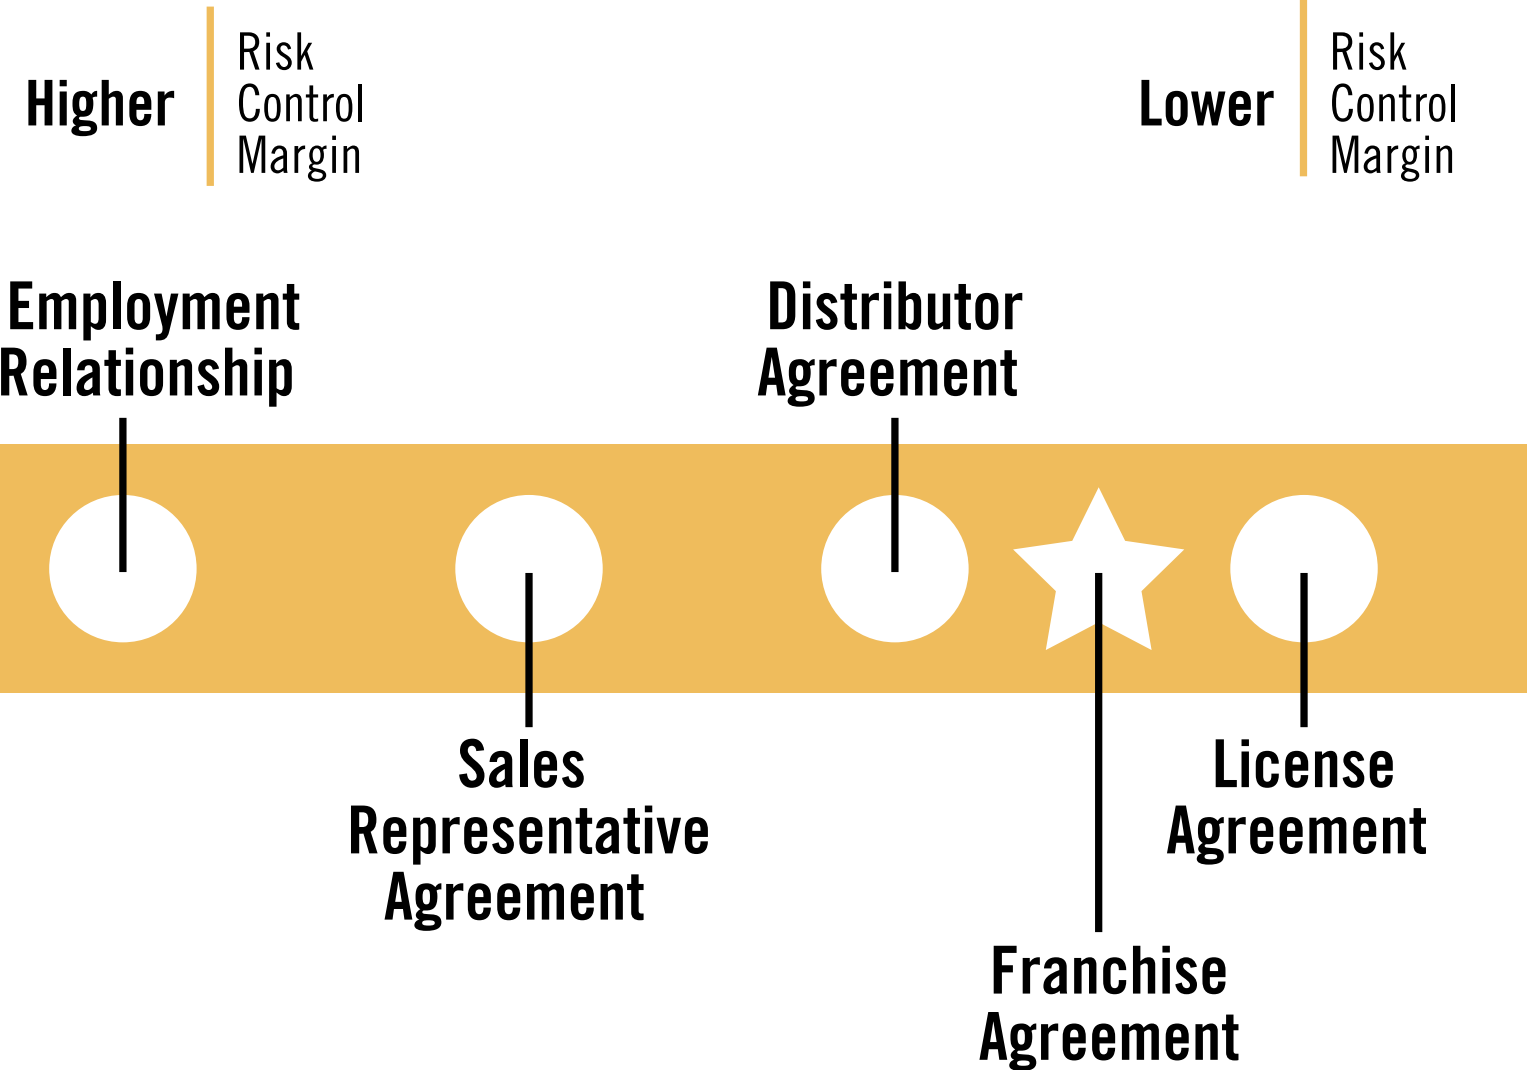 Higher
Risk
Control
Margin
Lower
Risk
Control
Margin
Employment
Relationship
Distributor
Agreement
Sales
Representative
Agreement
License
Agreement
Franchise
Agreement